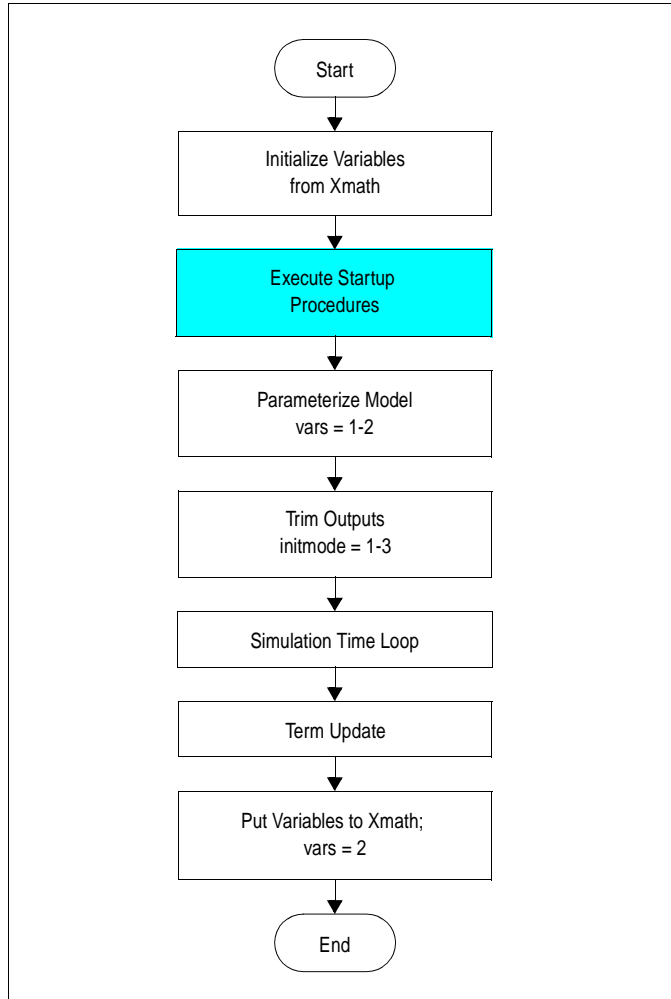 Start
Initialize Variables
from Xmath
Execute Startup
Procedures
Parameterize Model
vars = 1-2
Trim Outputs
initmode = 1-3
Simulation Time Loop
Term Update
Put Variables to Xmath;
vars = 2
End